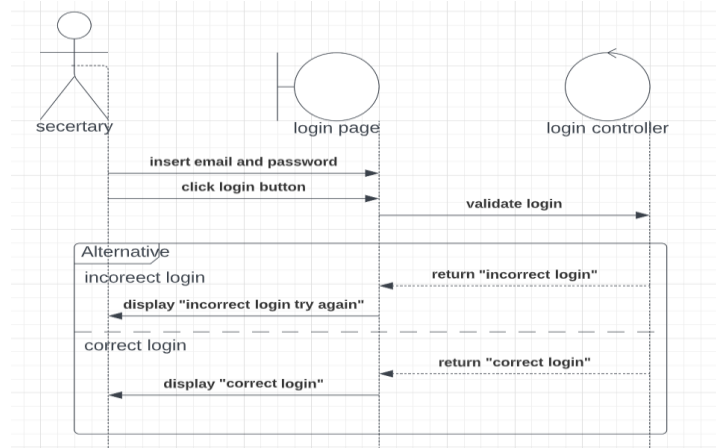 secertary
login page
login controller
insert email and password
click login button
validate login
Alternative
incoreect login
return "incorrect login"
display "incorrect login try again"
correct login
return "correct login"
display "correct login"